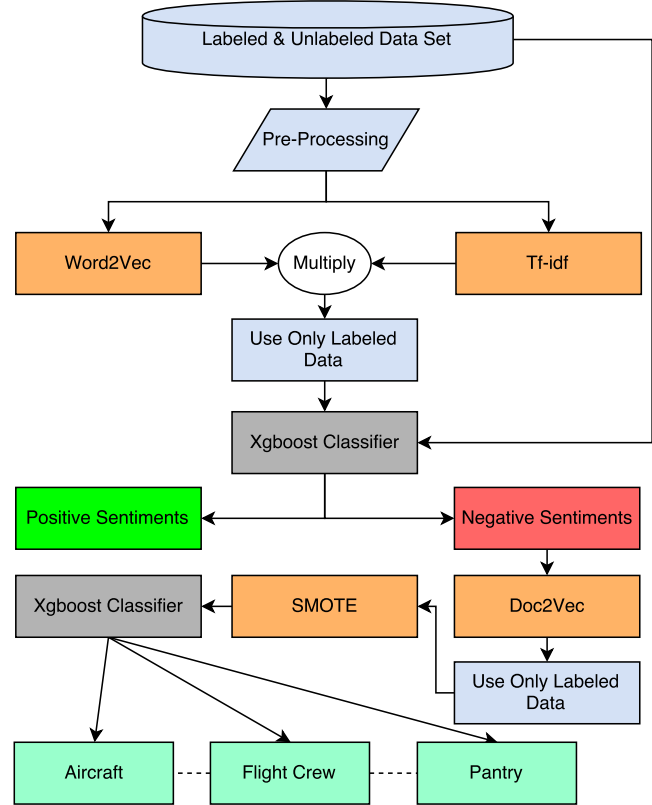 Labeled & Unlabeled Data Set
Pre-Processing
Word2Vec
Multiply
Tf-idf
Use Only Labeled
Data
Xgboost Classifier
Positive Sentiments
Negative Sentiments
Xgboost Classifier
SMOTE
Doc2Vec
Use Only Labeled
Data
Aircraft
Flight Crew
Pantry